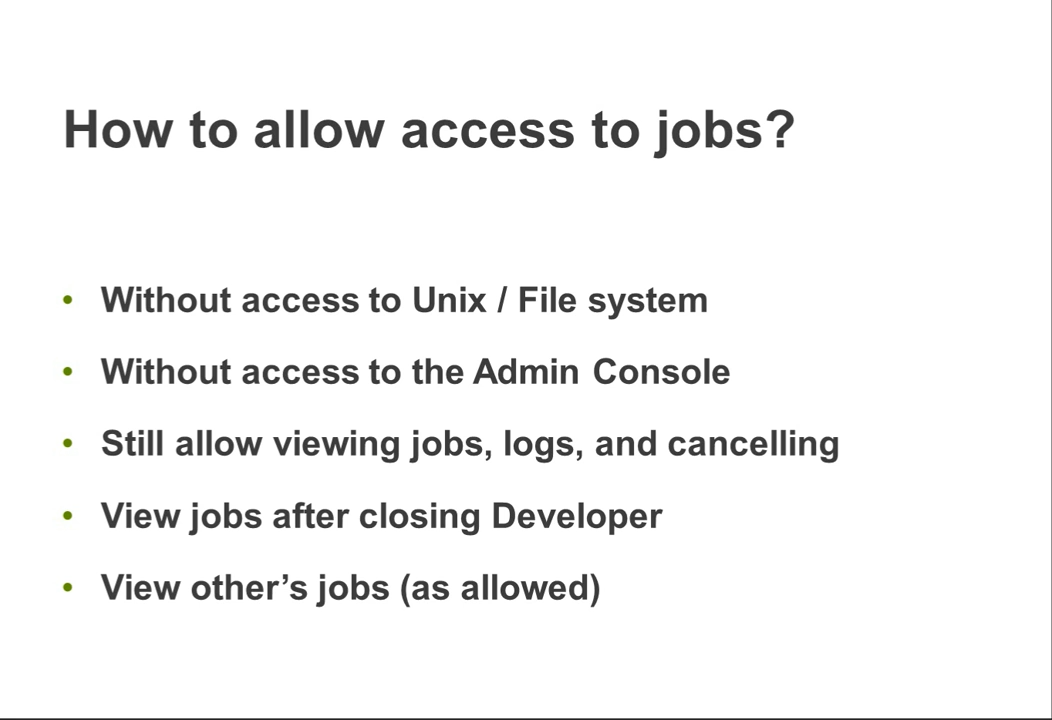 How to allow access to jobs?
• Without access to Unix / File system
• Without access to the Admin Console
• Still allow viewing jobs, logs, and cancelling
• View jobs after closing Developer
• View other’s jobs (as allowed)